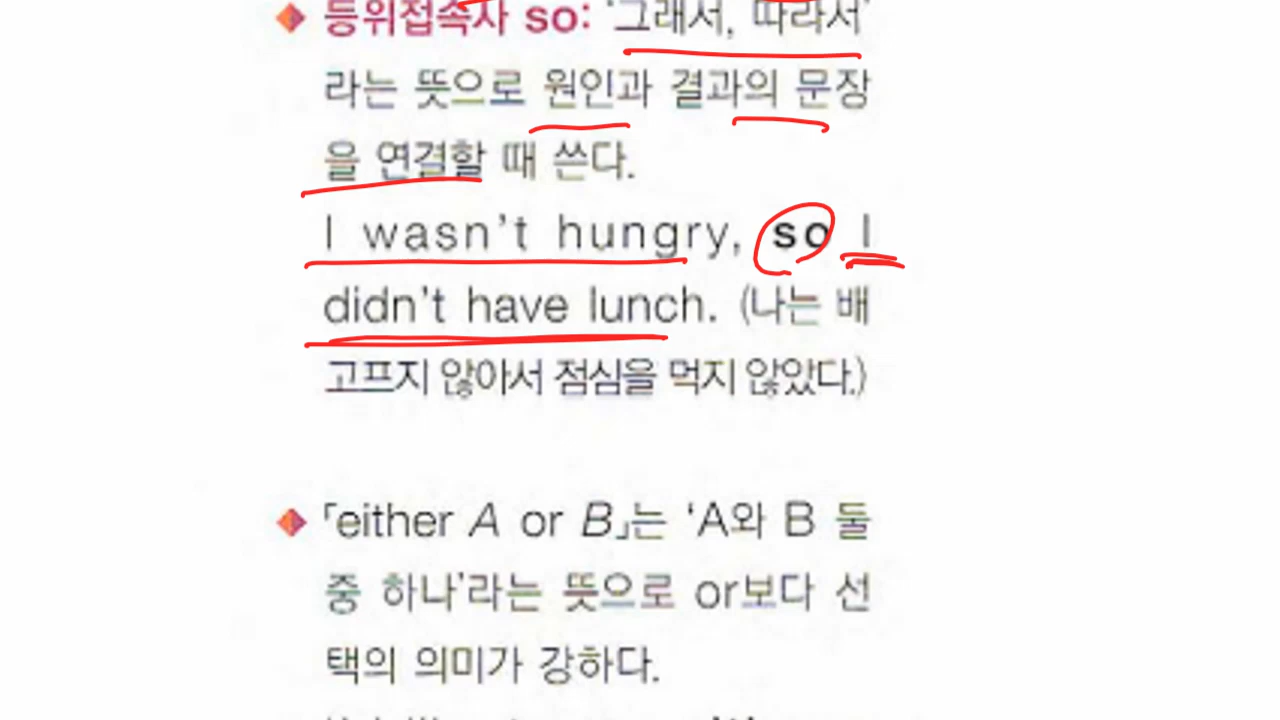 등위접속사 so: ‘그래서, 따라서’
라는 뜻으로 원인과 결과의 문장
을 연결할 때 쓴다.
I wasn’t hungry, so I
didn’t have lunch. (나는 배
고프지 않아서 점심을 먹지 않았다.)
「either A or B」는 ‘A와 B 둘
중 하나’라는 뜻으로 or보다 선
택의 의미가 강하다.